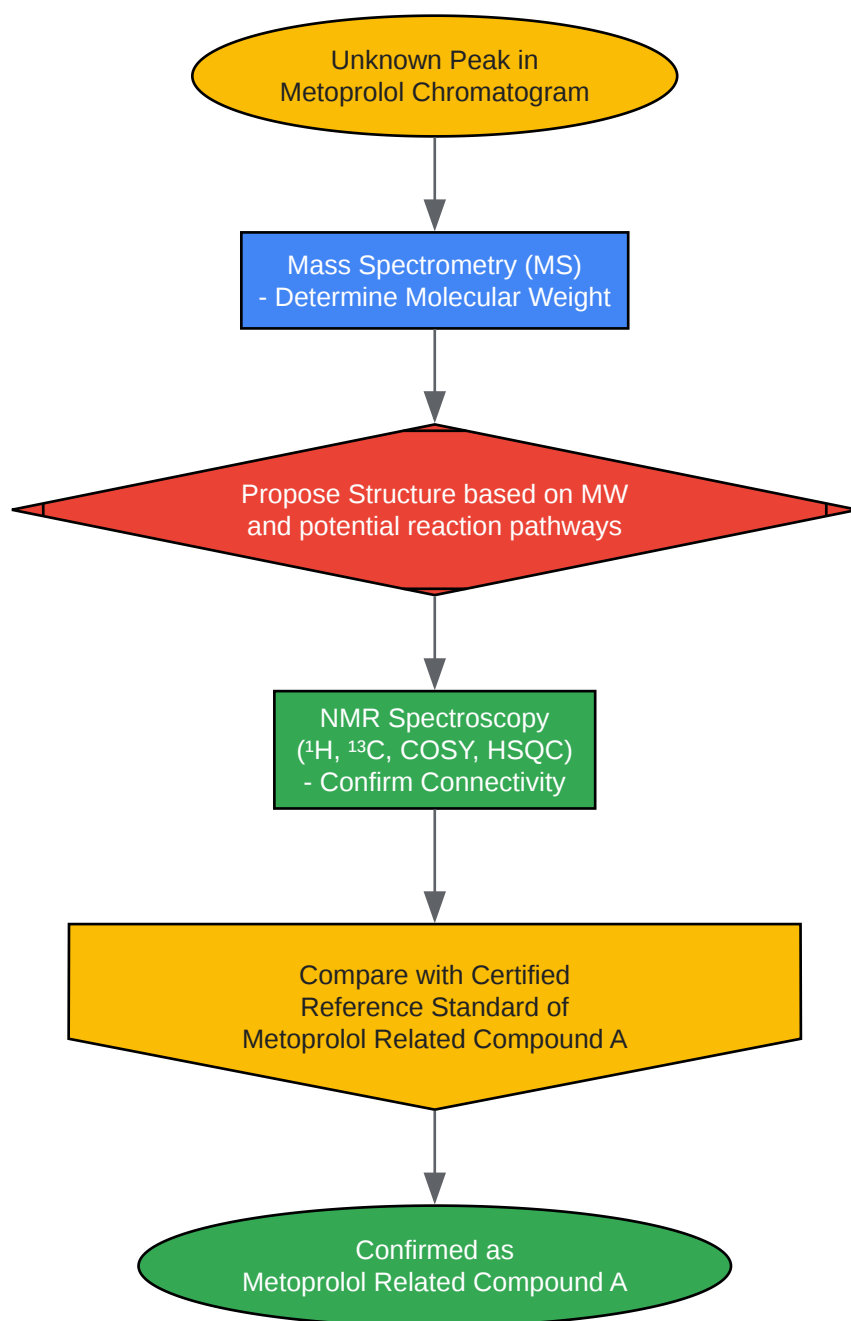 Unknown Peak in
Metoprolol Chromatogram
Mass Spectrometry (MS)
- Determine Molecular Weight
Propose Structure based on MW
and potential reaction pathways
NMR Spectroscopy
(¹H, ¹³C, COSY, HSQC)
- Confirm Connectivity
Compare with Certified
Reference Standard of
Metoprolol Related Compound A
Confirmed as
Metoprolol Related Compound A